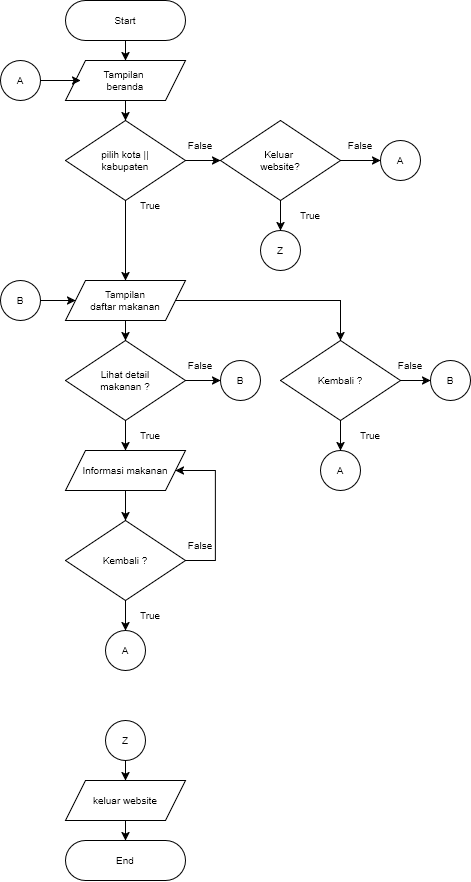 Start
A
Tampilan
beranda
pilih kota ||
kabupaten
False
Keluar
website?
False
A
True
True
Z
B
Tampilan
daftar makanan
Lihat detail
makanan ?
False
B
Kembali ?
False
B
True
True
Informasi makanan
A
Kembali ?
False
True
A
Z
keluar website
End